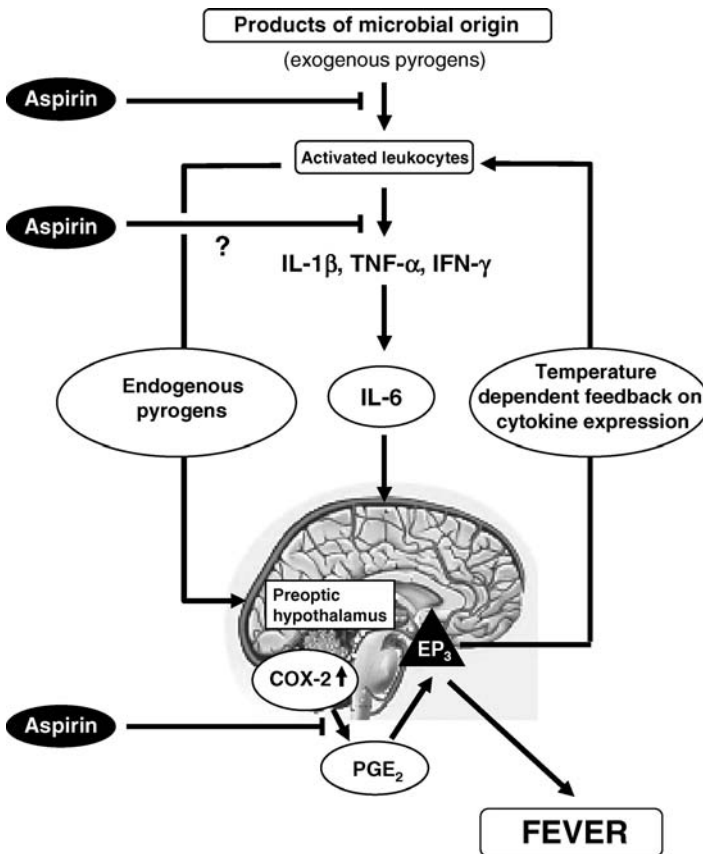 Products of microbial origin
(exogenous pyrogens)
Aspirin
Activated leukocytes
Aspirin
?
IL-1β, TNF-α, IFN-γ
Endogenous
pyrogens
IL-6
Temperature
dependent feedback on
cytokine expression
Preoptic
hypothalamus
EP₃
COX-2
Aspirin
PGE₂
FEVER